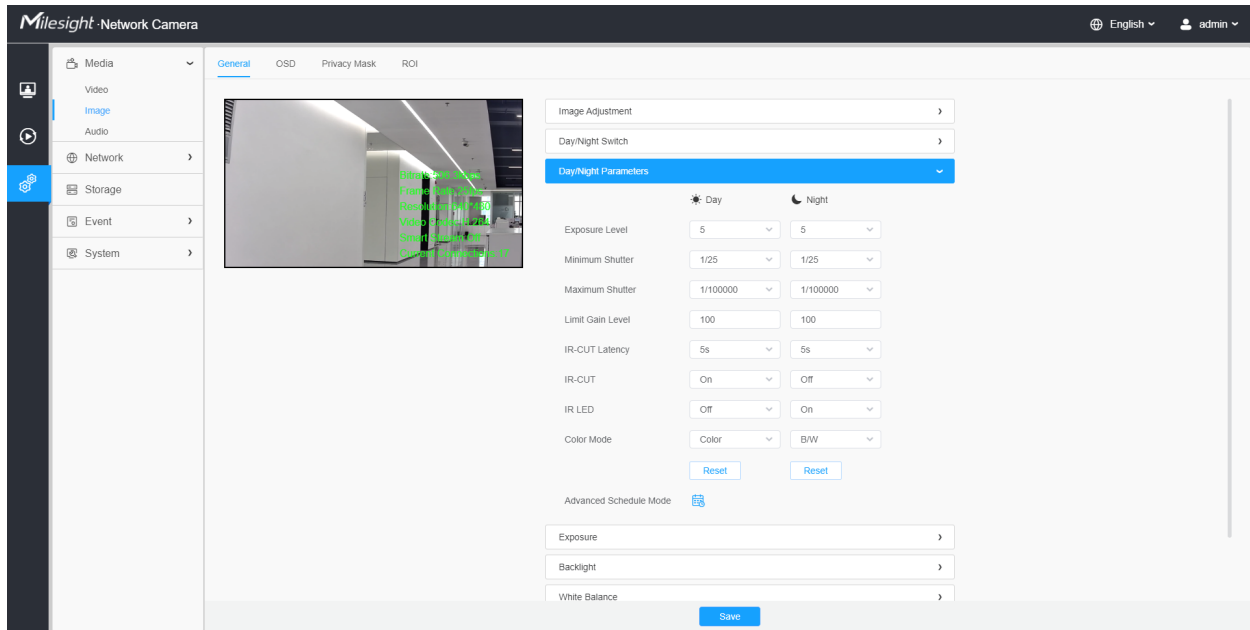 Milesight · Network Camera
English
admin
Media
Video
Image
Audio
Network
Storage
Event
System
General OSD Privacy Mask ROI
Frame Rate:25fps
Image Adjustment
Day/Night Switch
Day/Night Parameters
Day Night
Exposure Level 5 5
Minimum Shutter 1/25 1/25
Maximum Shutter 1/100000 1/100000
Limit Gain Level 100 100
IR-CUT Latency 5s 5s
IR-CUT On Off
IR LED Off On
Color Mode Color B/W
Reset Reset
Advanced Schedule Mode
Exposure
Backlight
White Balance
Save